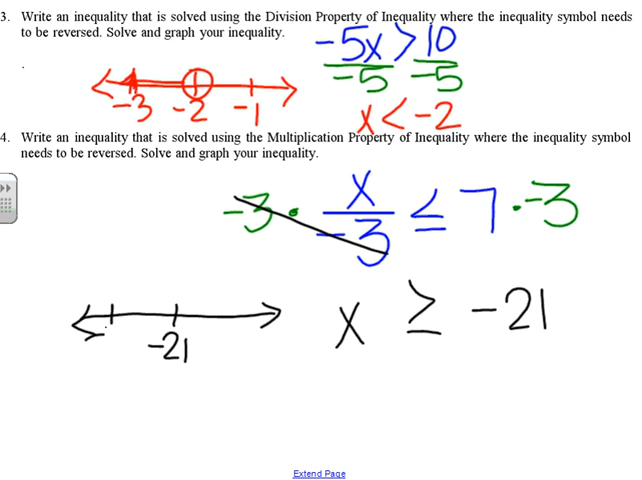 3. Write an inequality that is solved using the Division Property of Inequality where the inequality symbol needs
to be reversed. Solve and graph your inequality.
-5x > 10
-5 -5
-3 -2 -1
x < -2
4. Write an inequality that is solved using the Multiplication Property of Inequality where the inequality symbol
needs to be reversed. Solve and graph your inequality.
-3 · x/-3 ≤ 7 · -3
x ≥ -21
-21
Extend Page